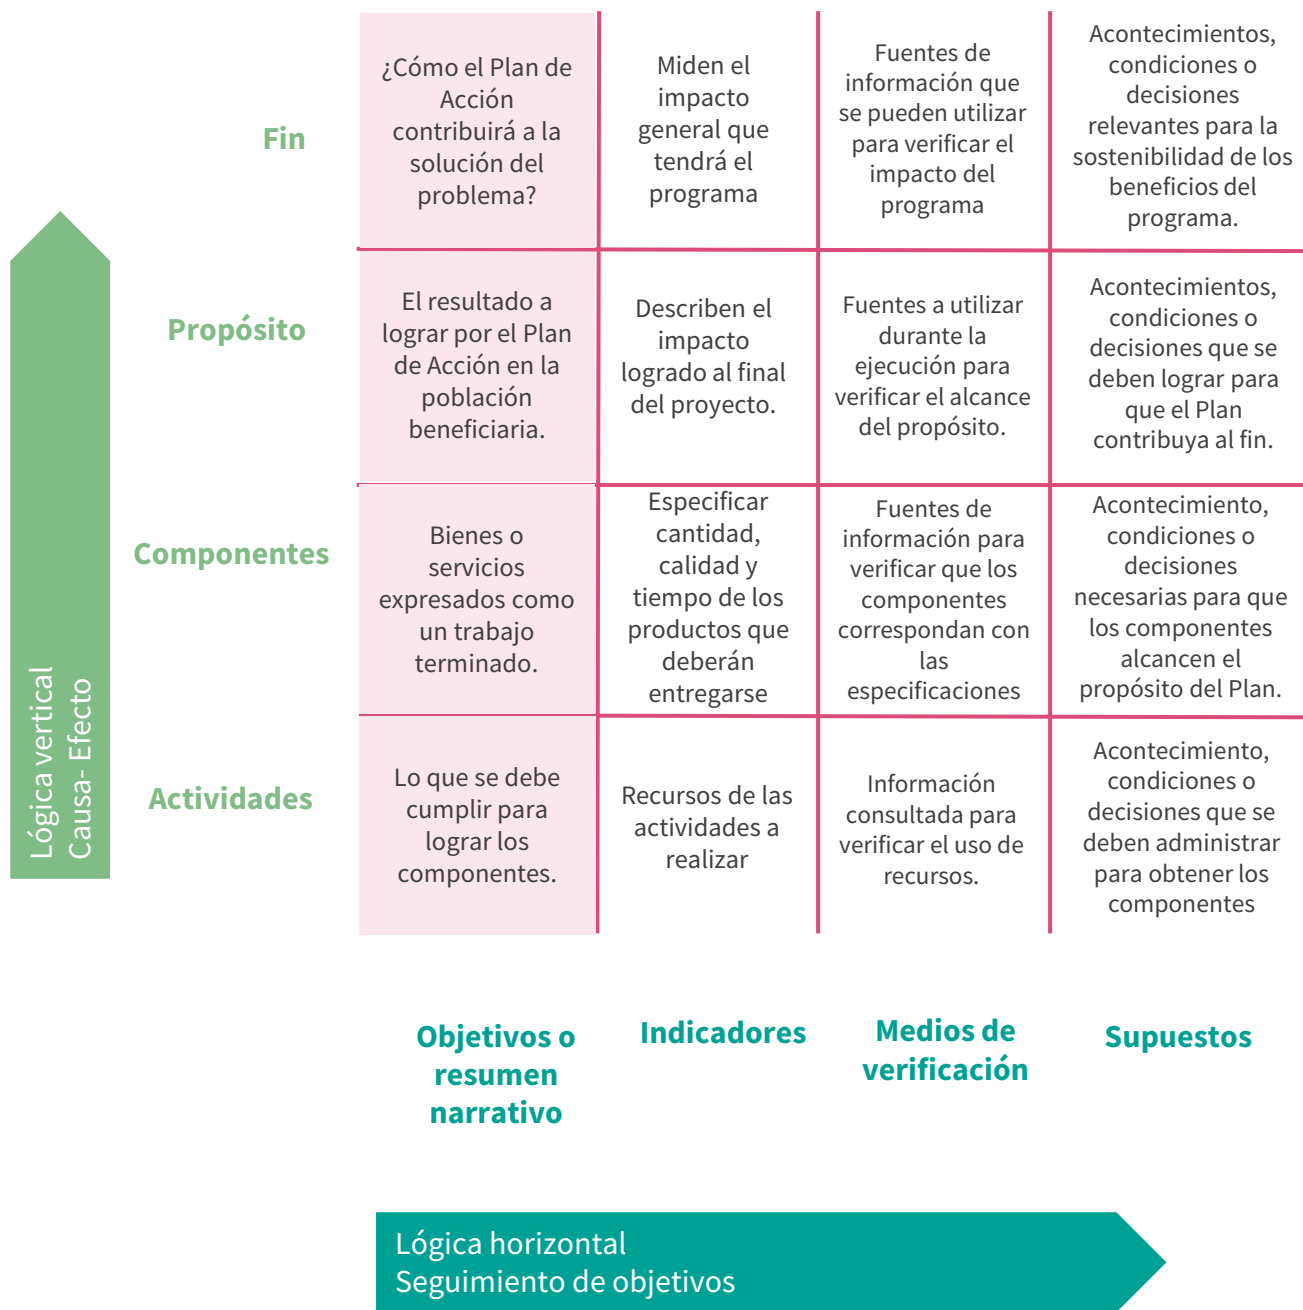 Fin
¿Cómo el Plan de
Acción
contribuirá a la
solución del
problema?
Miden el
impacto
general que
tendrá el
programa
Fuentes de
información que
se pueden utilizar
para verificar el
impacto del
programa
Acontecimientos,
condiciones o
decisiones
relevantes para la
sostenibilidad de los
beneficios del
programa.
Propósito
El resultado a
lograr por el Plan
de Acción en la
población
beneficiaria.
Describen el
impacto
logrado al final
del proyecto.
Fuentes a utilizar
durante la
ejecución para
verificar el alcance
del propósito.
Acontecimientos,
condiciones o
decisiones que se
deben lograr para
que el Plan
contribuya al fin.
Componentes
Bienes o
servicios
expresados como
un trabajo
terminado.
Especificar
cantidad,
calidad y
tiempo de los
productos que
deberán
entregarse
Fuentes de
información para
verificar que los
componentes
correspondan con
las
especificaciones
Acontecimiento,
condiciones o
decisiones
necesarias para que
los componentes
alcancen el
propósito del Plan.
Actividades
Lo que se debe
cumplir para
lograr los
componentes.
Recursos de las
actividades a
realizar
Información
consultada para
verificar el uso de
recursos.
Acontecimiento,
condiciones o
decisiones que se
deben administrar
para obtener los
componentes
Lógica vertical
Causa- Efecto
Objetivos o
resumen
narrativo
Indicadores
Medios de
verificación
Supuestos
Lógica horizontal
Seguimiento de objetivos